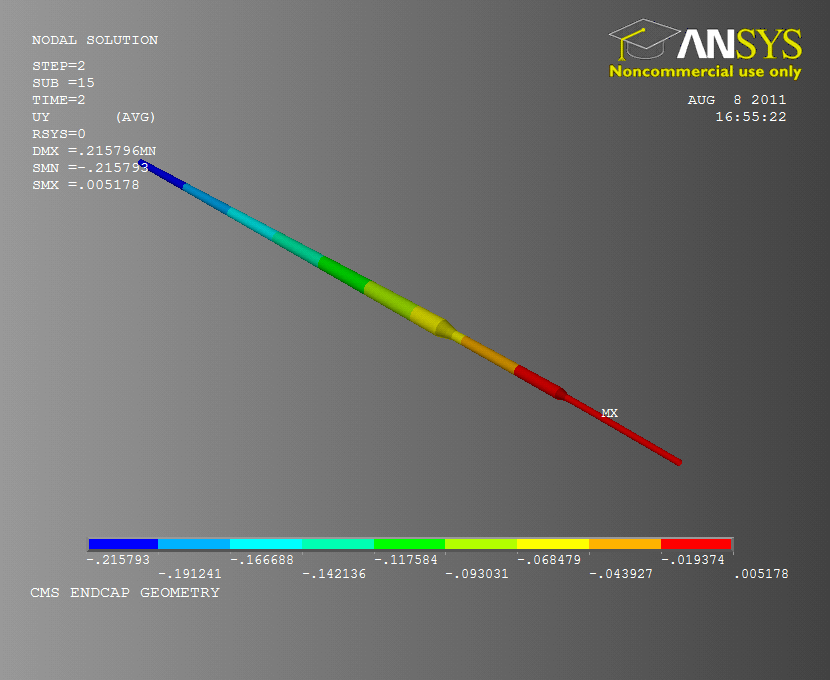 NODAL SOLUTION
STEP=2
SUB =15
TIME=2
UY (AVG)
RSYS=0
DMX =.215796
SMN =-.215793
SMX =.005178
ANSYS
Noncommercial use only
AUG 8 2011
16:55:22
MN
MX
-.215793
-.191241
-.166688
-.142136
-.117584
-.093031
-.068479
-.043927
-.019374
.005178
CMS ENDCAP GEOMETRY